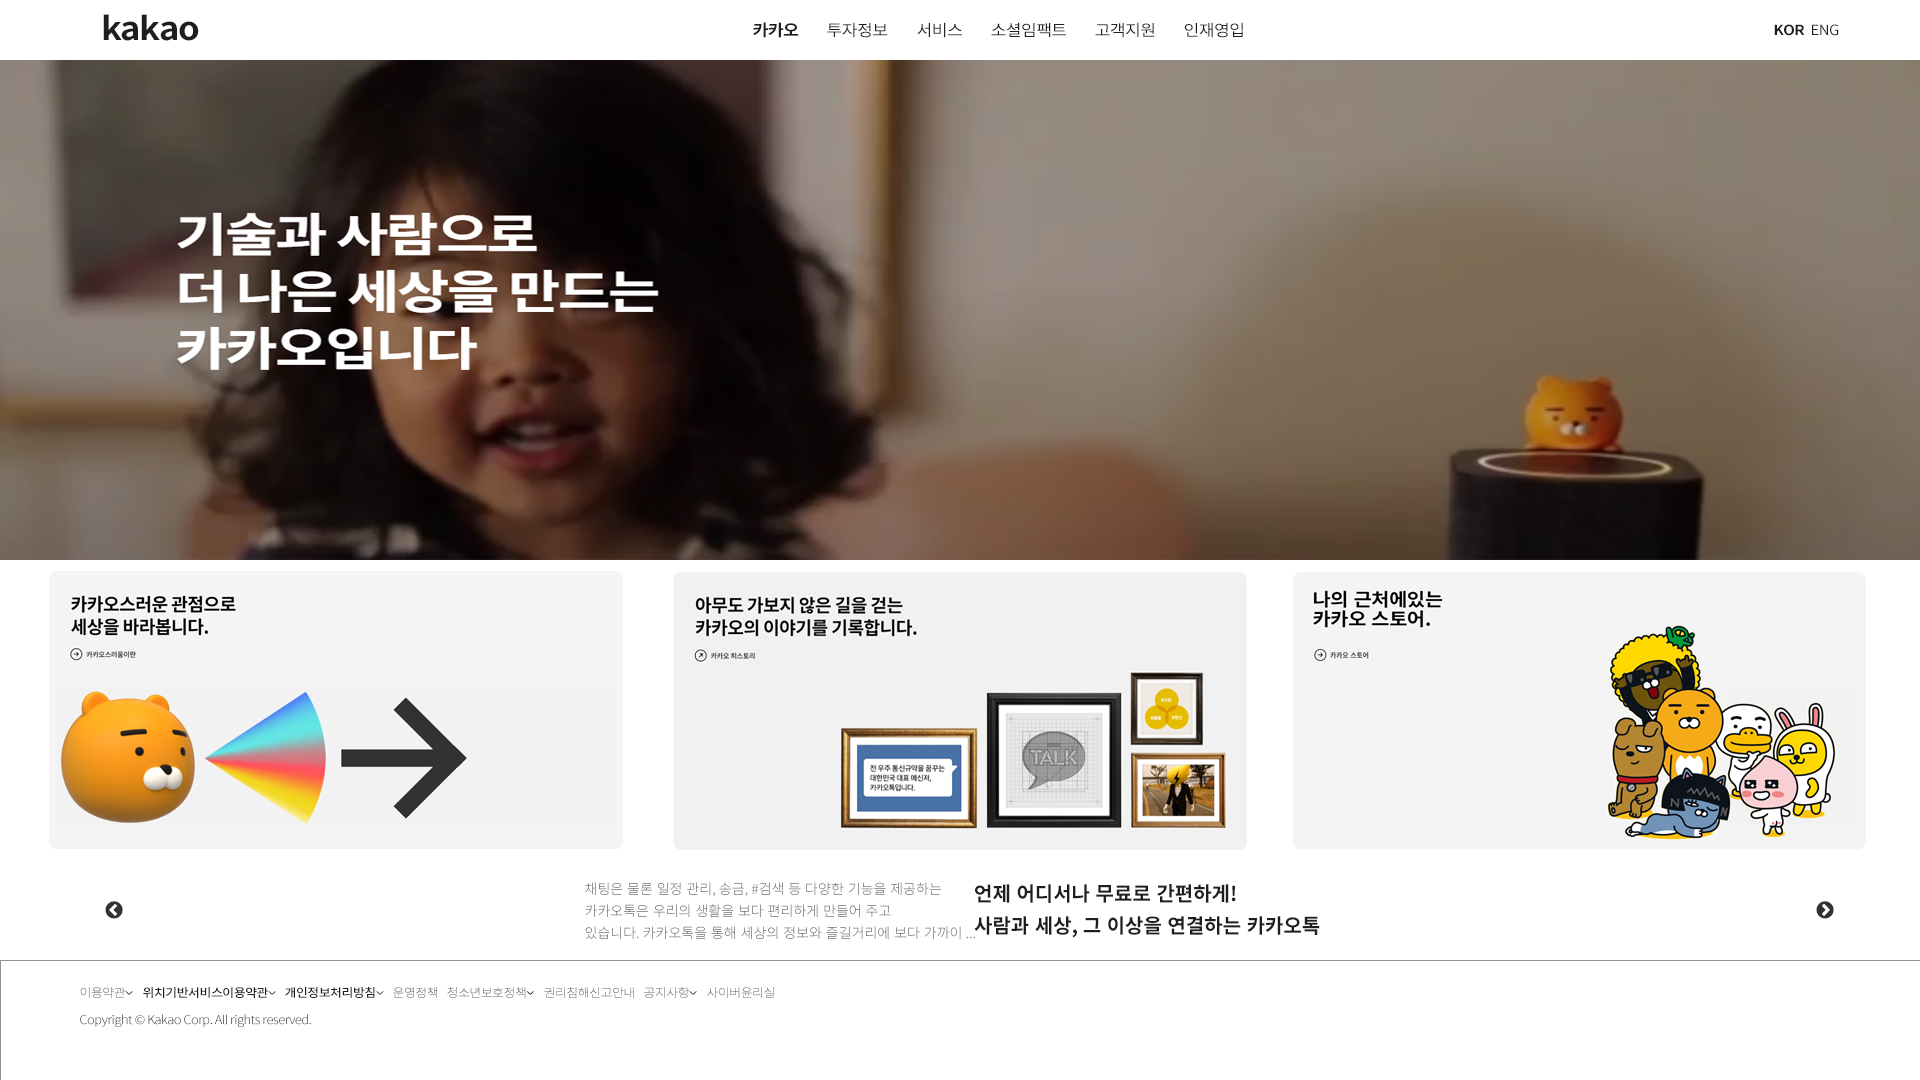 kakao
카카오 투자정보 서비스 소셜임팩트 고객지원 인재영입
KOR ENG
기술과 사람으로
더 나은 세상을 만드는
카카오입니다
카카오스러운 관점으로
세상을 바라봅니다.
카카오스러움이란
아무도 가보지 않은 길을 걷는
카카오의 이야기를 기록합니다.
카카오 히스토리
전 우주 통신규약을 꿈꾸는
대한민국 대표 메신저,
카카오톡입니다.
TALK
나의 근처에있는
카카오 스토어.
카카오 스토어
채팅은 물론 일정 관리, 송금, #검색 등 다양한 기능을 제공하는
카카오톡은 우리의 생활을 보다 편리하게 만들어 주고
있습니다. 카카오톡을 통해 세상의 정보와 즐길거리에 보다 가까이 ...
언제 어디서나 무료로 간편하게!
사람과 세상, 그 이상을 연결하는 카카오톡
이용약관 위치기반서비스이용약관 개인정보처리방침 운영정책 청소년보호정책 권리침해신고안내 공지사항 사이버윤리실
Copyright © Kakao Corp. All rights reserved.